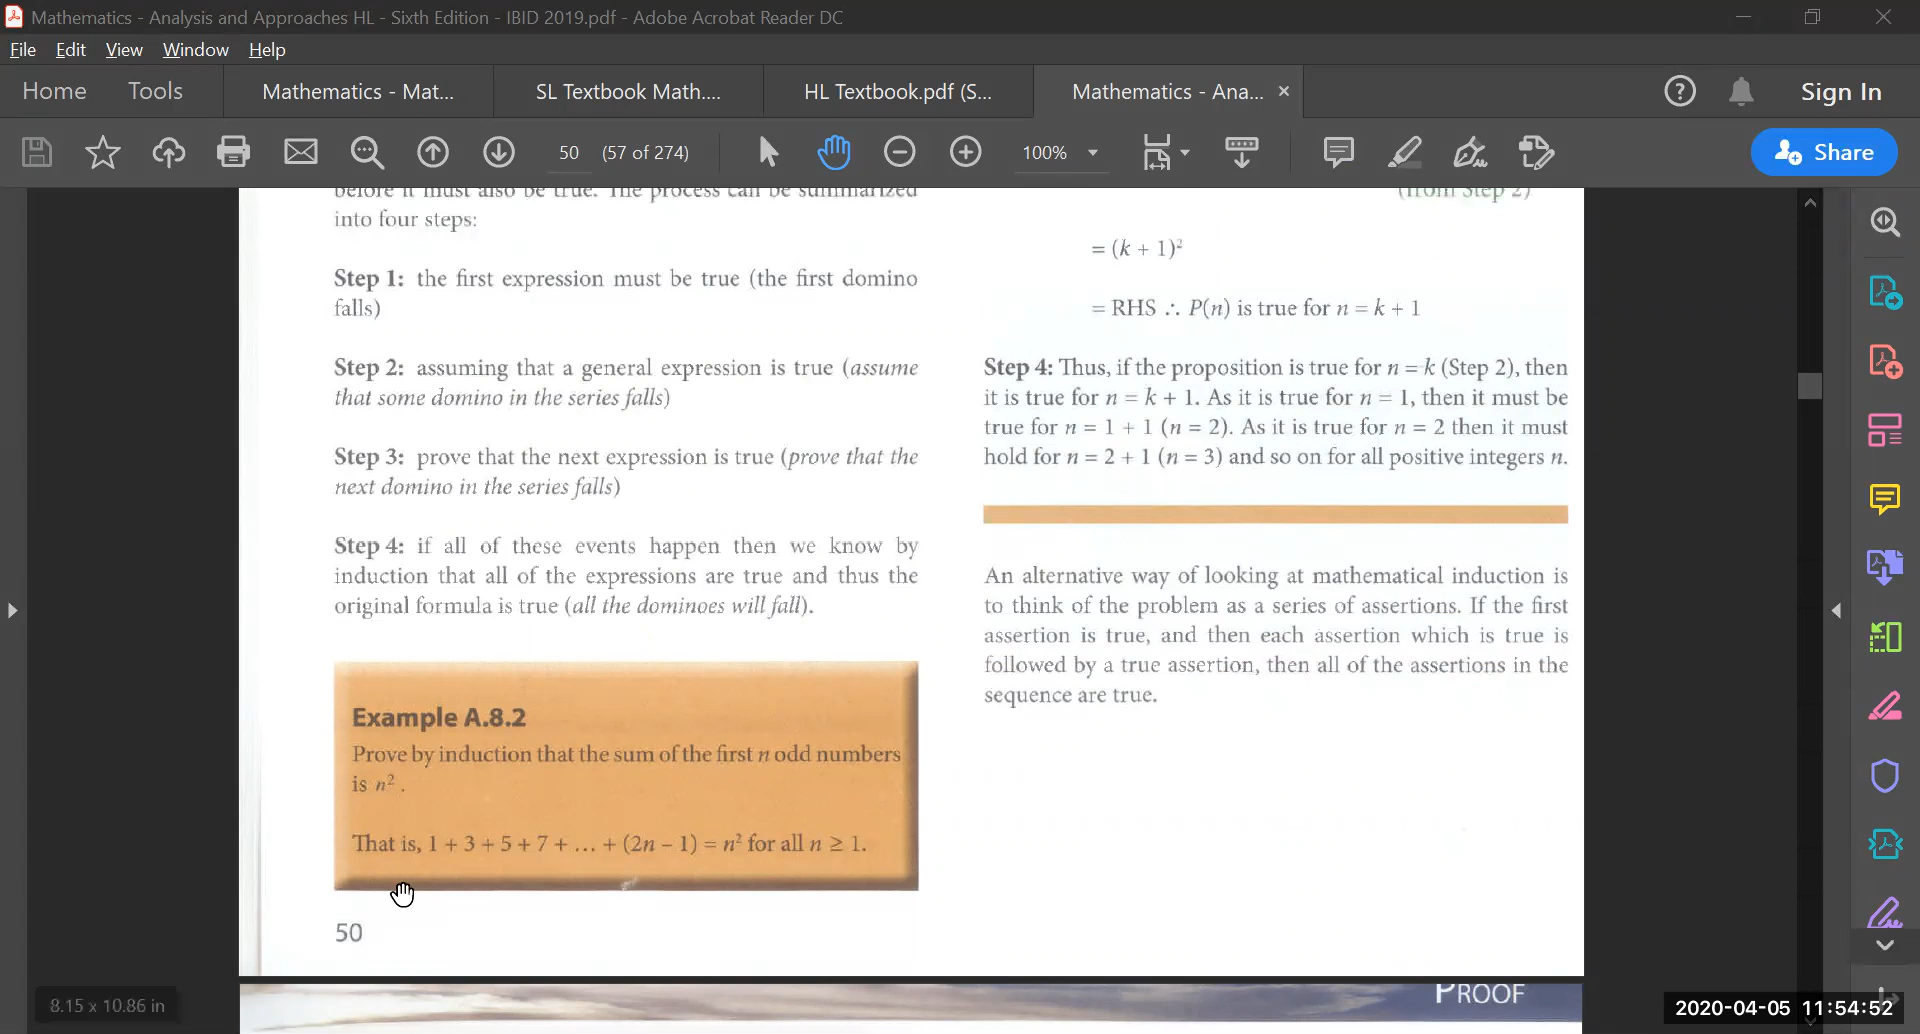 Mathematics - Analysis and Approaches HL - Sixth Edition - IBID 2019.pdf - Adobe Acrobat Reader DC
File Edit View Window Help
Home Tools Mathematics - Mat... SL Textbook Math.... HL Textbook.pdf (S... Mathematics - Ana... × Sign In
50 (57 of 274) 100% Share
before it must also be true. The process can be summarized
into four steps:
Step 1: the first expression must be true (the first domino
falls)
Step 2: assuming that a general expression is true (assume
that some domino in the series falls)
Step 3: prove that the next expression is true (prove that the
next domino in the series falls)
Step 4: if all of these events happen then we know by
induction that all of the expressions are true and thus the
original formula is true (all the dominoes will fall).
Example A.8.2
Prove by induction that the sum of the first n odd numbers
is n².
That is, 1 + 3 + 5 + 7 + … + (2n – 1) = n² for all n ≥ 1.
50
(from Step 2)
= (k + 1)²
= RHS ∴ P(n) is true for n = k + 1
Step 4: Thus, if the proposition is true for n = k (Step 2), then
it is true for n = k + 1. As it is true for n = 1, then it must be
true for n = 1 + 1 (n = 2). As it is true for n = 2 then it must
hold for n = 2 + 1 (n = 3) and so on for all positive integers n.
An alternative way of looking at mathematical induction is
to think of the problem as a series of assertions. If the first
assertion is true, and then each assertion which is true is
followed by a true assertion, then all of the assertions in the
sequence are true.
8.15 x 10.86 in
PROOF
2020-04-05 11:54:52